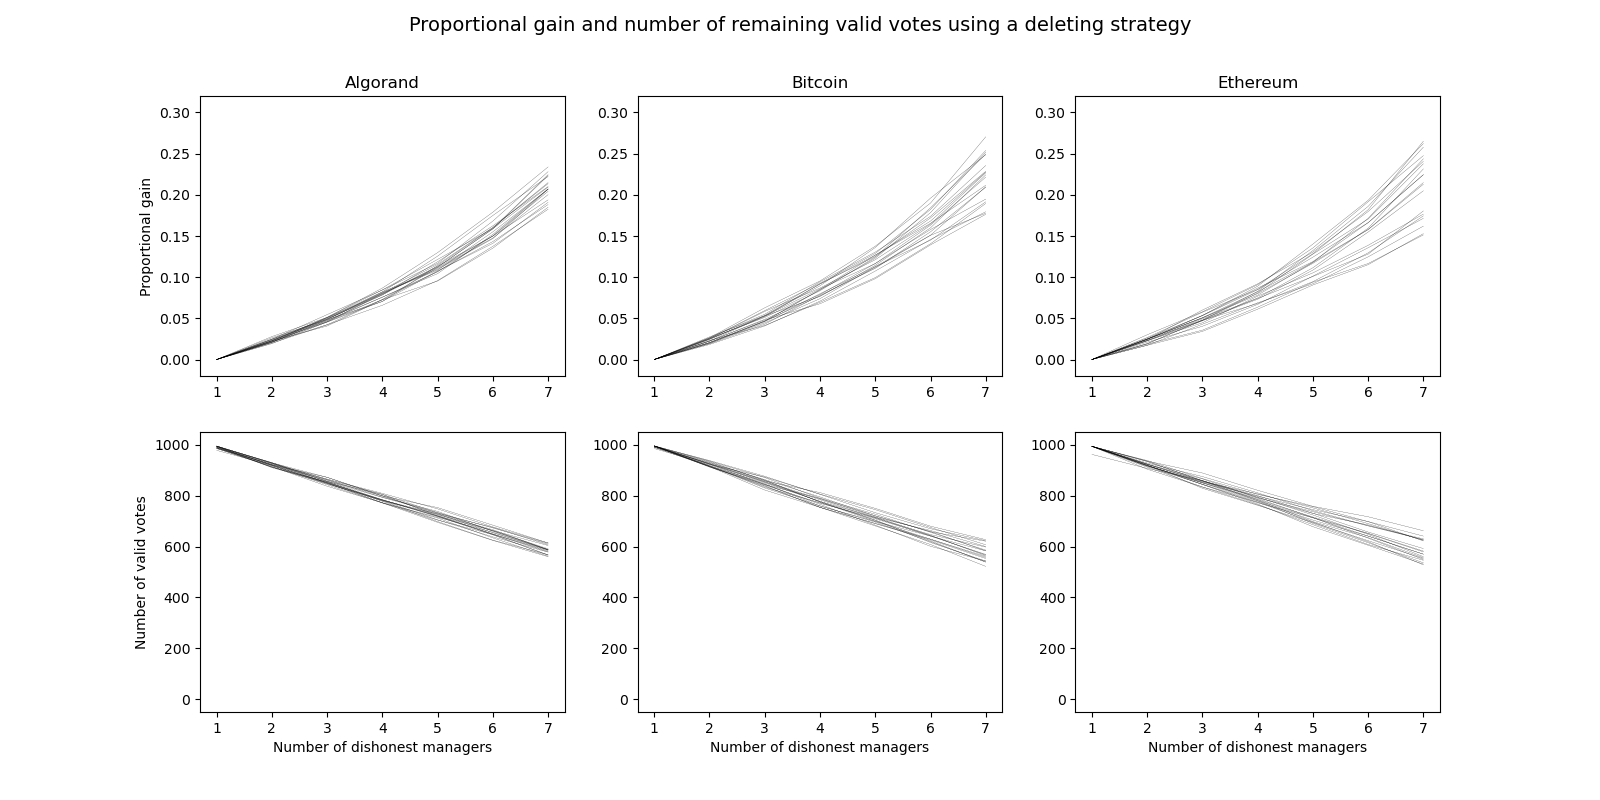 Proportional gain and number of remaining valid votes using a deleting strategy
Algorand
Bitcoin
Ethereum
Proportional gain
0.30
0.25
0.20
0.15
0.10
0.05
0.00
1 2 3 4 5 6 7
0.30
0.25
0.20
0.15
0.10
0.05
0.00
1 2 3 4 5 6 7
0.30
0.25
0.20
0.15
0.10
0.05
0.00
1 2 3 4 5 6 7
Number of valid votes
1000
800
600
400
200
0
1 2 3 4 5 6 7
Number of dishonest managers
1000
800
600
400
200
0
1 2 3 4 5 6 7
Number of dishonest managers
1000
800
600
400
200
0
1 2 3 4 5 6 7
Number of dishonest managers